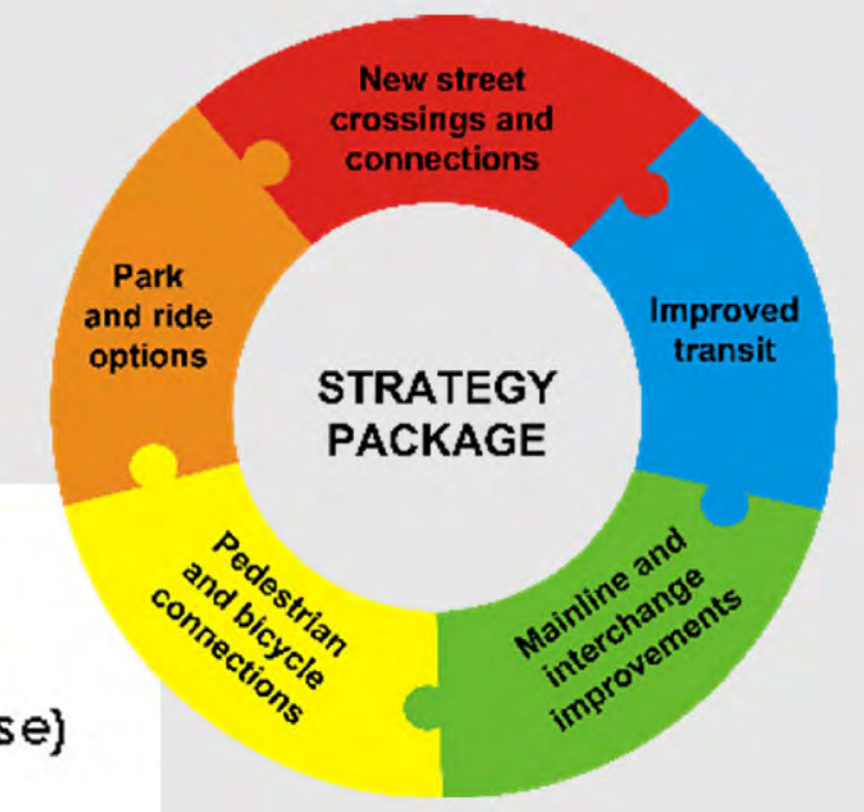 New street
crossings and
connections
Improved
transit
Mainline and
interchange
improvements
Pedestrian
and bicycle
connections
Park
and ride
options
STRATEGY
PACKAGE
se)